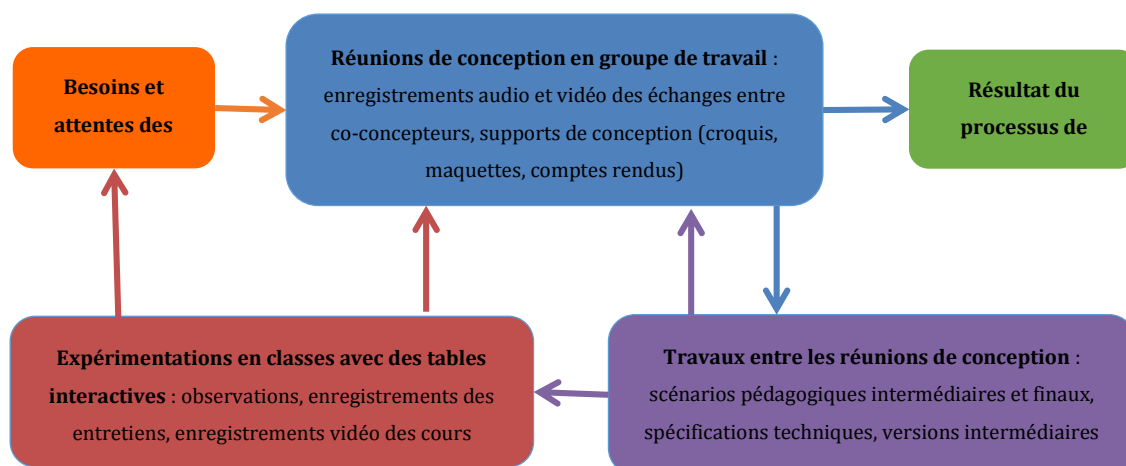 Besoins et
attentes des
Réunions de conception en groupe de travail :
enregistrements audio et vidéo des échanges entre
co-concepteurs, supports de conception (croquis,
maquettes, comptes rendus)
Résultat du
processus de
Expérimentations en classes avec des tables
interactives : observations, enregistrements des
entretiens, enregistrements vidéo des cours
Travaux entre les réunions de conception :
scénarios pédagogiques intermédiaires et finaux,
spécifications techniques, versions intermédiaires